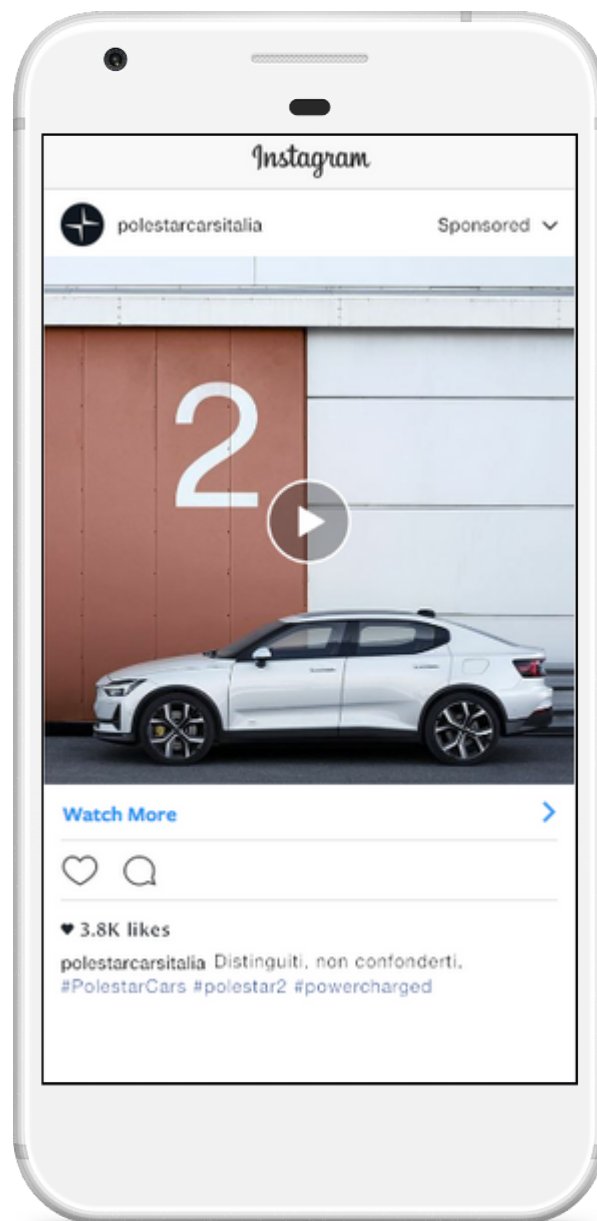 Instagram
polestarcarsitalia Sponsored
2
Watch More
3.8K likes
polestarcarsitalia Distinguiti, non confonderti.
#PolestarCars #polestar2 #powercharged